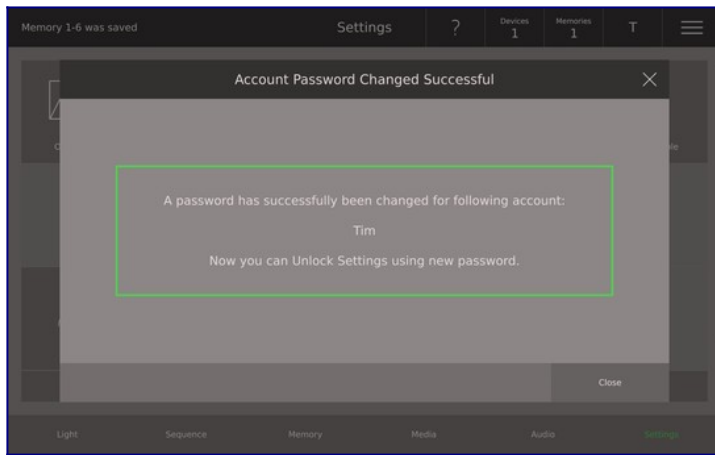 Memory 1-6 was saved
Settings
?
Devices
1
Memories
1
T
Account Password Changed Successful
A password has successfully been changed for following account:
Tim
Now you can Unlock Settings using new password.
Close
Light
Sequence
Memory
Media
Audio
Settings